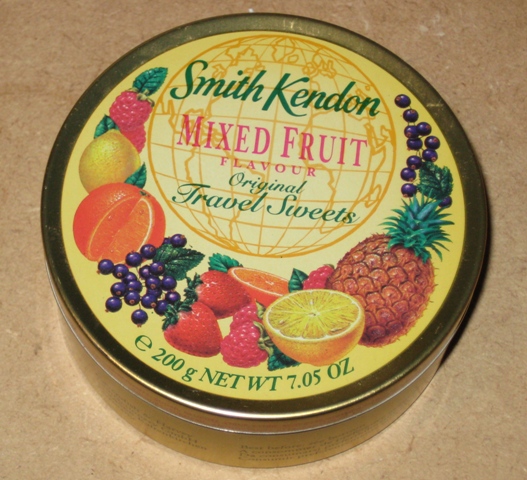 Smith Kendon
MIXED FRUIT
FLAVOUR
Original
Travel Sweets
℮ 200 g NET WT 7.05 OZ